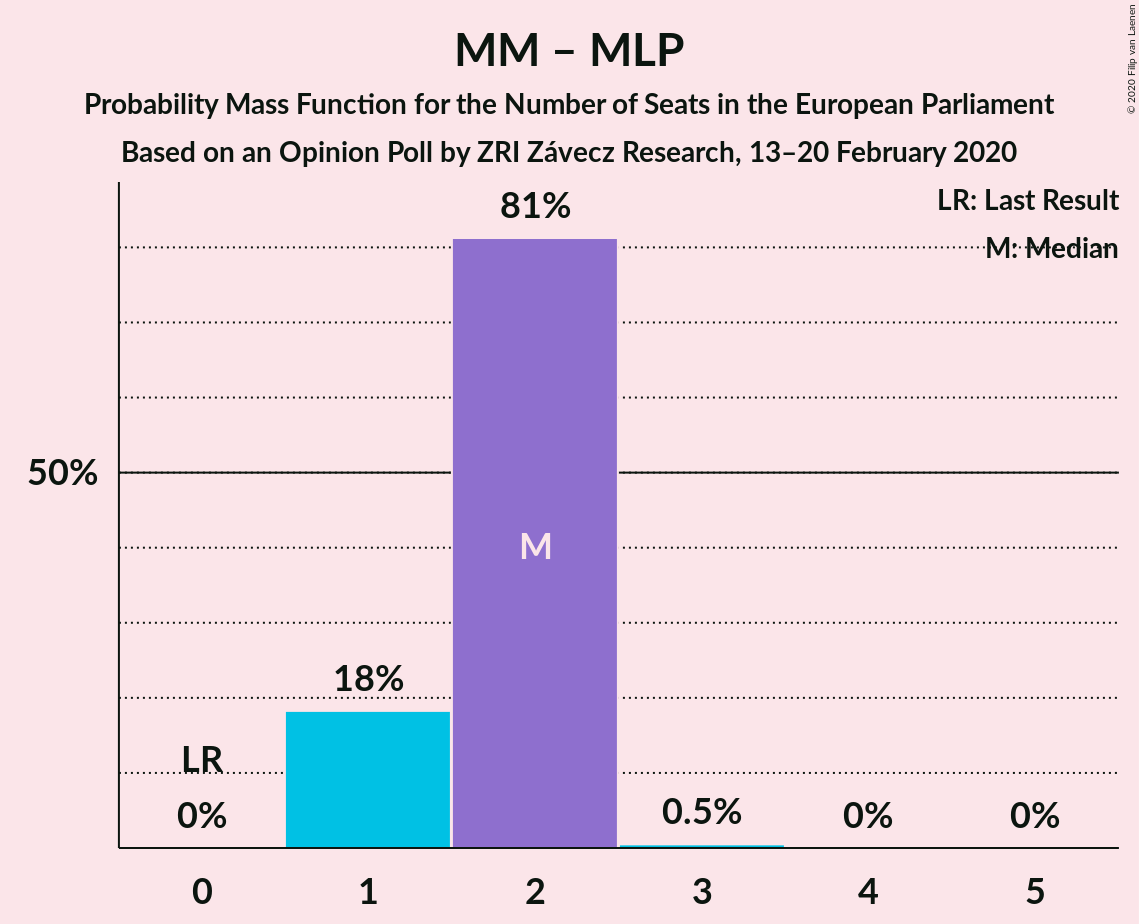 MM – MLP
Probability Mass Function for the Number of Seats in the European Parliament
Based on an Opinion Poll by ZRI Závecz Research, 13–20 February 2020
© 2020 Filip van Laenen
LR: Last Result
M: Median
81%
50%
M
18%
LR
0%
0.5%
0%
0%
0 1 2 3 4 5